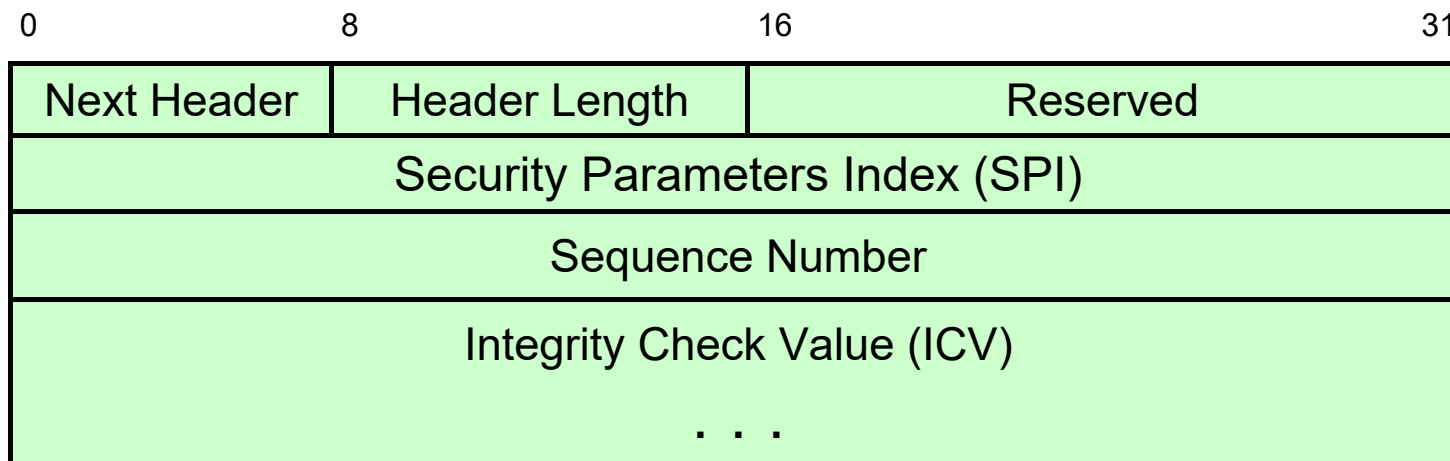 0 8 16 31
Next Header Header Length Reserved
Security Parameters Index (SPI)
Sequence Number
Integrity Check Value (ICV)
. . .